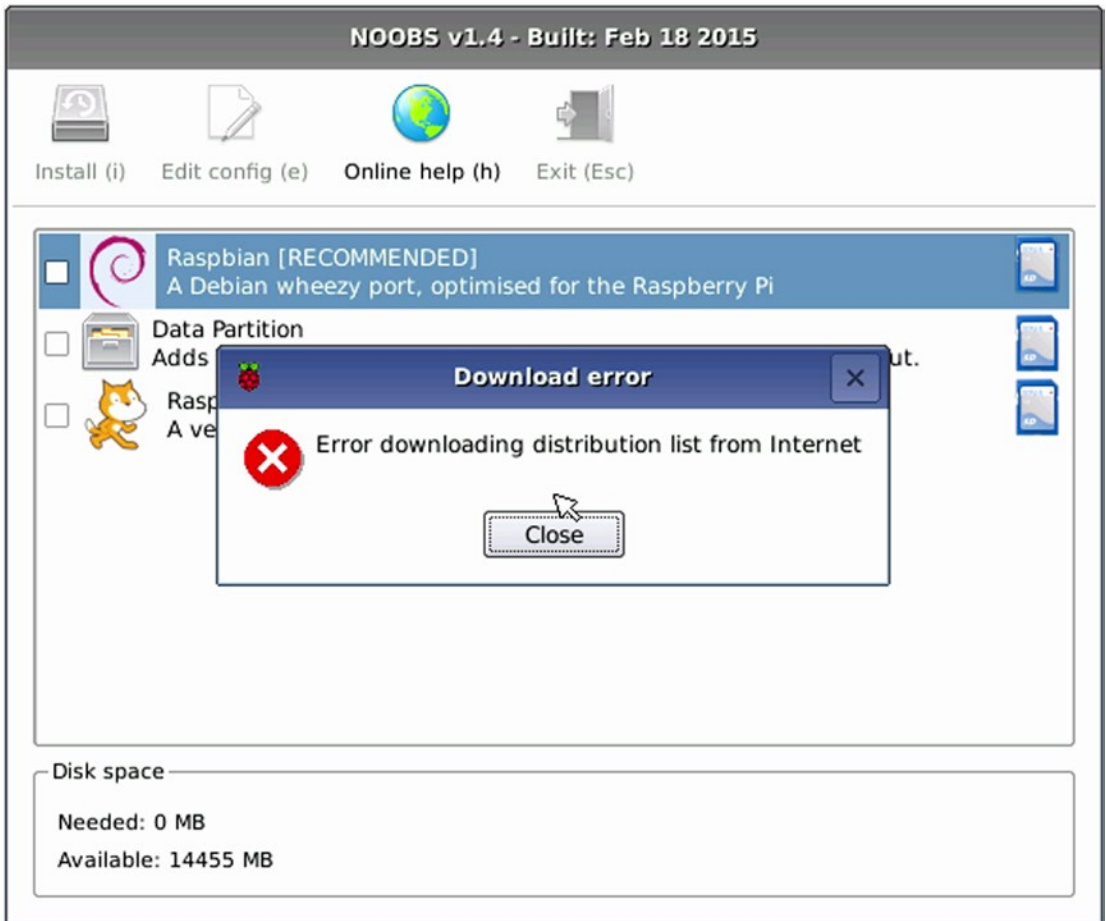 NOOBS v1.4 - Built: Feb 18 2015
Install (i)
Edit config (e)
Online help (h)
Exit (Esc)
Raspbian [RECOMMENDED]
A Debian wheezy port, optimised for the Raspberry Pi
Data Partition
Adds
ut.
Rasp
A ve
Download error
Error downloading distribution list from Internet
Close
Disk space
Needed: 0 MB
Available: 14455 MB